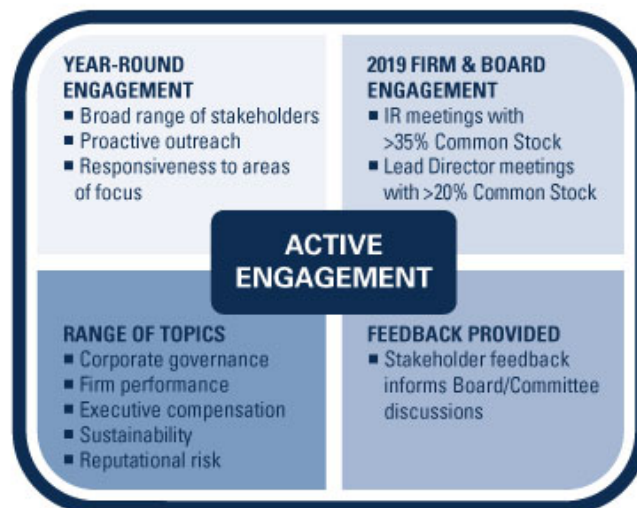 YEAR-ROUND
ENGAGEMENT
■ Broad range of stakeholders
■ Proactive outreach
■ Responsiveness to areas
of focus
2019 FIRM & BOARD
ENGAGEMENT
■ IR meetings with
>35% Common Stock
■ Lead Director meetings
with >20% Common Stock
ACTIVE
ENGAGEMENT
RANGE OF TOPICS
■ Corporate governance
■ Firm performance
■ Executive compensation
■ Sustainability
■ Reputational risk
FEEDBACK PROVIDED
■ Stakeholder feedback
informs Board/Committee
discussions